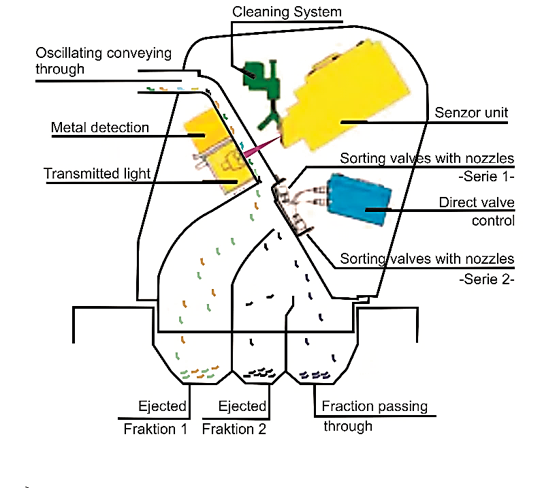 Cleaning System
Oscillating conveying
through
Metal detection
Transmitted light
Senzor unit
Sorting valves with nozzles
-Serie 1-
Direct valve
control
Sorting valves with nozzles
-Serie 2-
Ejected
Fraktion 1
Ejected
Fraktion 2
Fraction passing
through